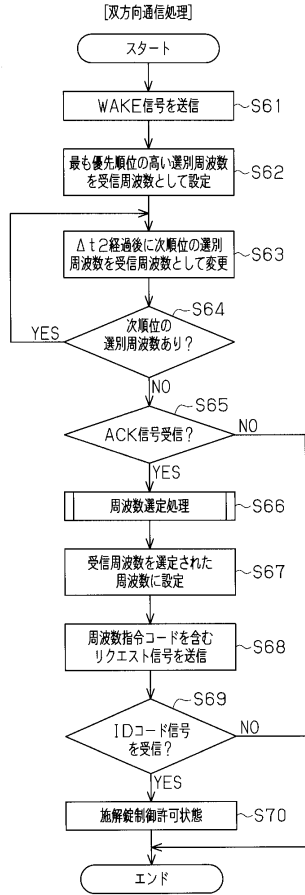 [双方向通信処理]
スタート
WAKE信号を送信
S61
最も優先順位の高い選別周波数
を受信周波数として設定
S62
Δt2経過後に次順位の選別
周波数を受信周波数として変更
S63
S64
次順位の
選別周波数あり?
YES
NO
S65
ACK信号受信?
NO
YES
周波数選定処理
S66
受信周波数を選定された
周波数に設定
S67
周波数指令コードを含む
リクエスト信号を送信
S68
S69
IDコード信号
を受信?
NO
YES
施解錠制御許可状態
S70
エンド